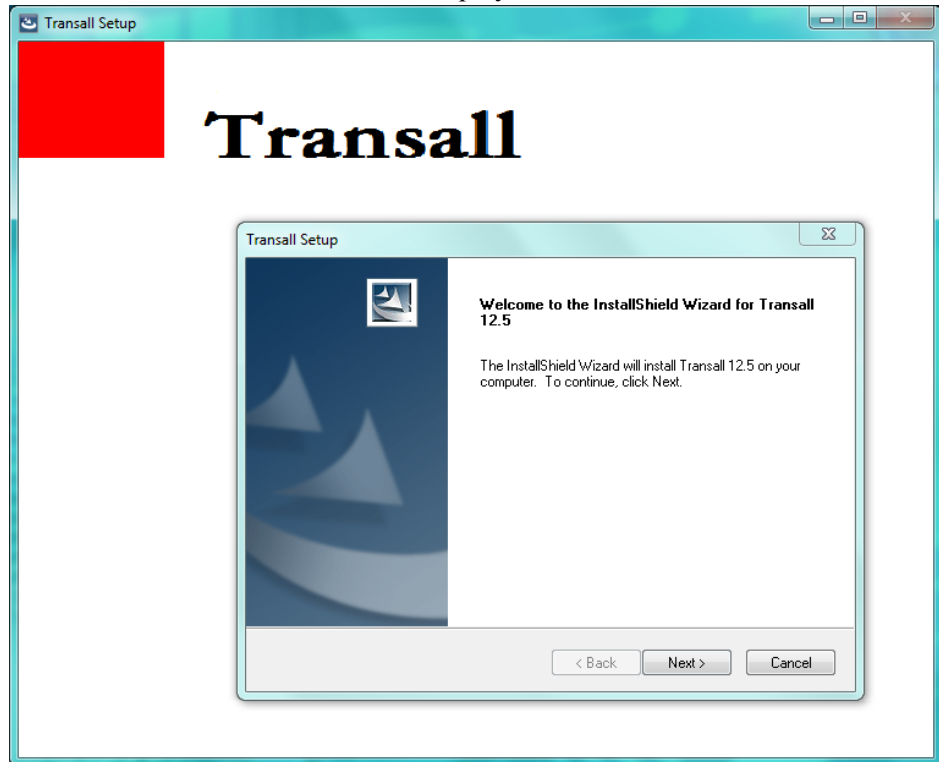 Transall Setup
Transall
Transall Setup
Welcome to the InstallShield Wizard for Transall
12.5
The InstallShield Wizard will install Transall 12.5 on your
computer. To continue, click Next.
< Back Next > Cancel